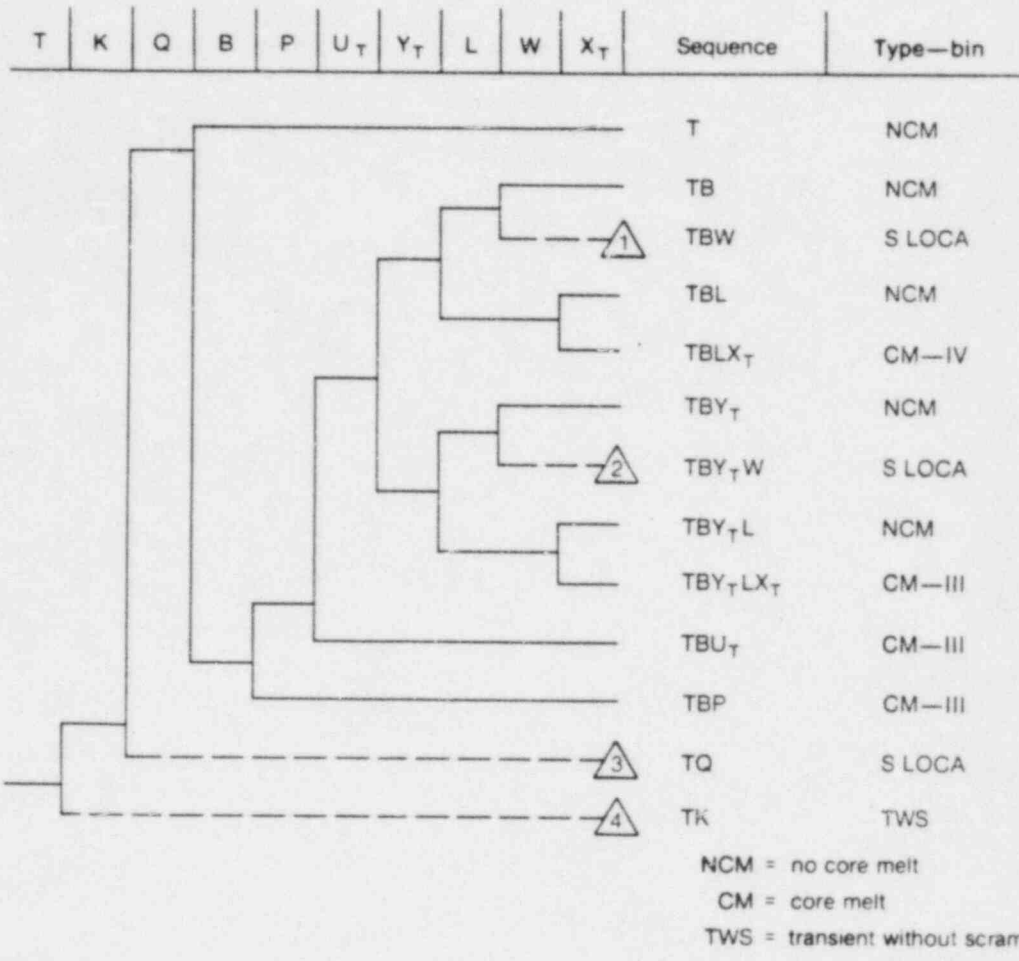 T K Q B P U_T Y_T L W X_T Sequence Type—bin
T NCM
TB NCM
1 TBW S LOCA
TBL NCM
TBLX_T CM—IV
TBY_T NCM
2 TBY_TW S LOCA
TBY_TL NCM
TBY_TLX_T CM—III
TBU_T CM—III
TBP CM—III
3 TQ S LOCA
4 TK TWS
NCM = no core melt
CM = core melt
TWS = transient without scram